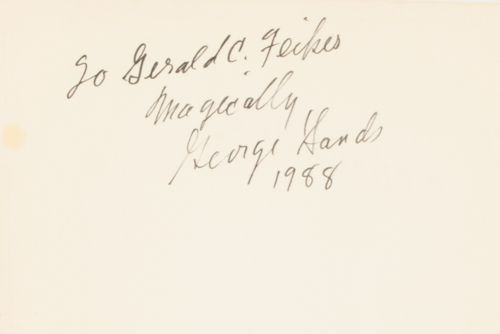 To Gerald C. Feikes
Magically,
George Sands
1988